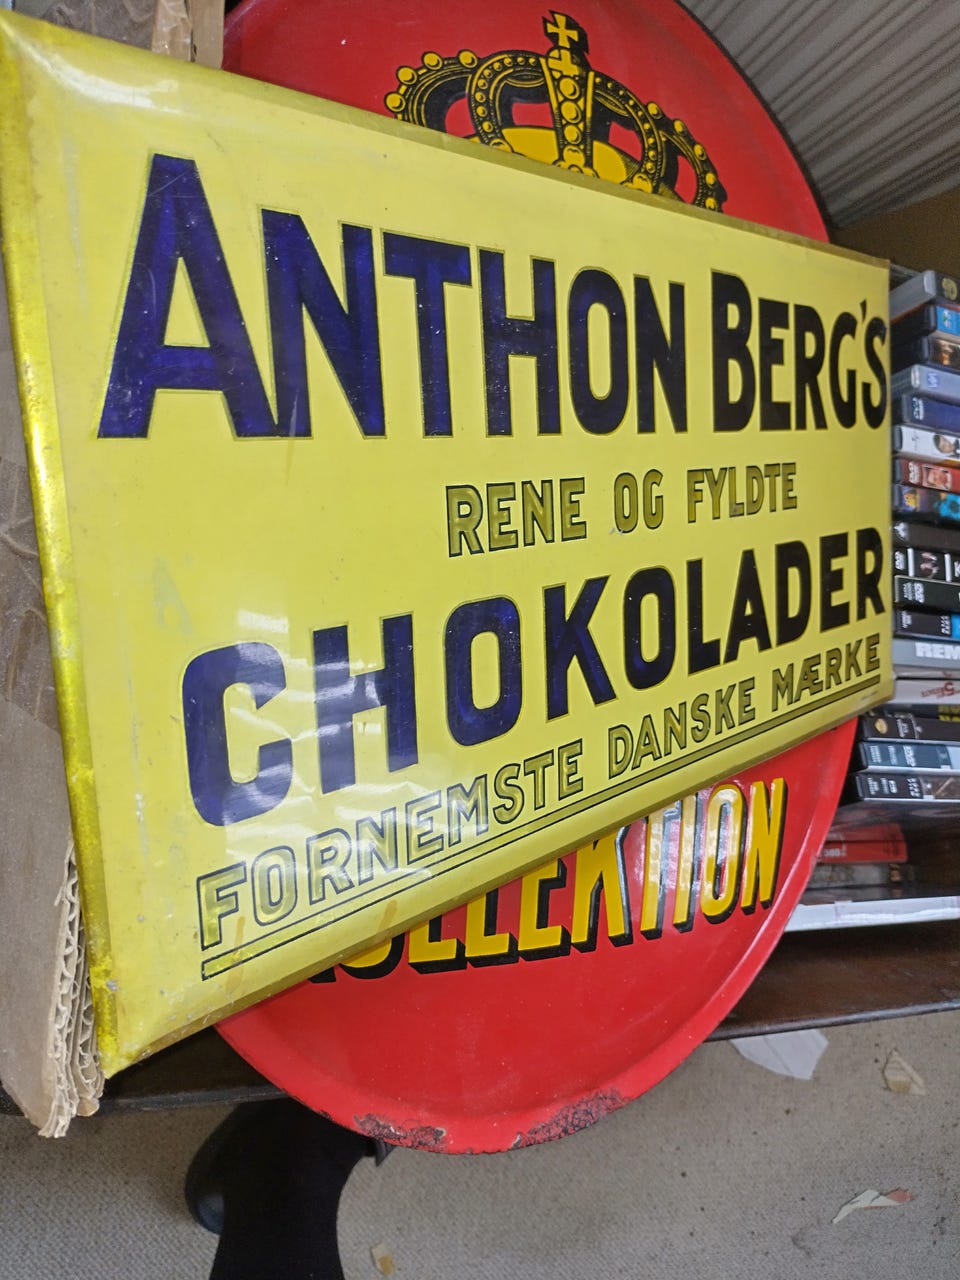 ANTHON BERG'S
RENE OG FYLDTE
CHOKOLADER
FORNEMSTE DANSKE MÆRKE